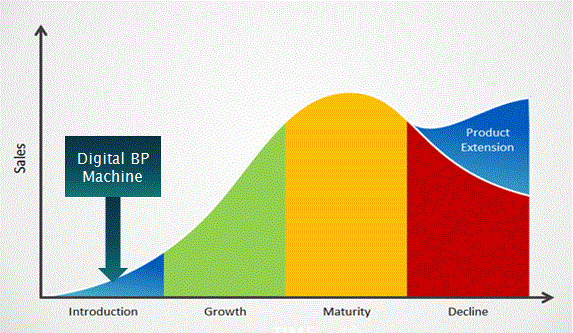 Sales
Digital BP
Machine
Product
Extension
Introduction
Growth
Maturity
Decline